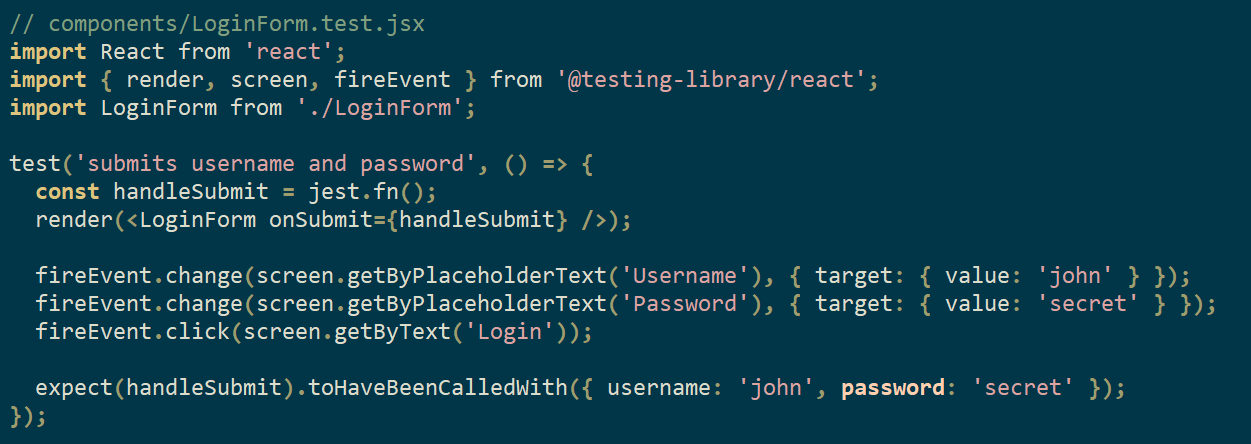 // components/LoginForm.test.jsx
import React from 'react';
import { render, screen, fireEvent } from '@testing-library/react';
import LoginForm from './LoginForm';

test('submits username and password', () => {
  const handleSubmit = jest.fn();
  render(<LoginForm onSubmit={handleSubmit} />);

  fireEvent.change(screen.getByPlaceholderText('Username'), { target: { value: 'john' } });
  fireEvent.change(screen.getByPlaceholderText('Password'), { target: { value: 'secret' } });
  fireEvent.click(screen.getByText('Login'));

  expect(handleSubmit).toHaveBeenCalledWith({ username: 'john', password: 'secret' });
});